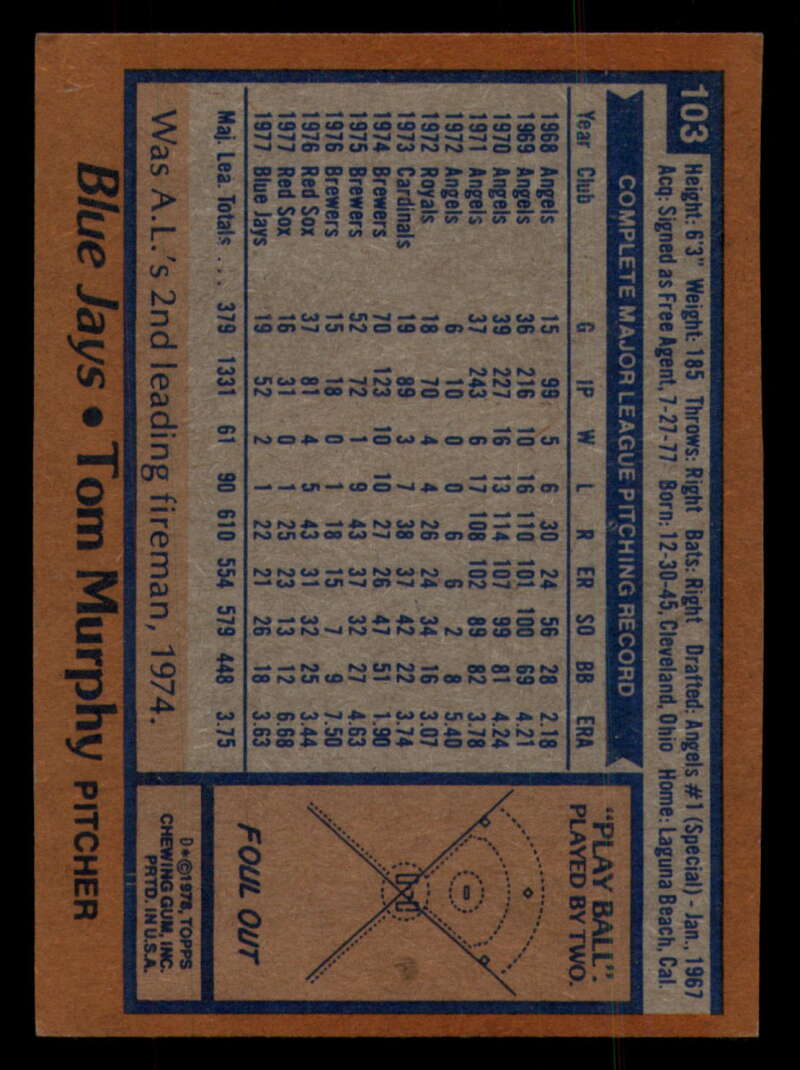 103
Height: 6'3" Weight: 185 Throws: Right Bats: Right Drafted: Angels #1 (Special) - Jan., 1967
Acq: Signed as Free Agent, 7-27-77 Born: 12-30-45, Cleveland, Ohio Home: Laguna Beach, Cal.
COMPLETE MAJOR LEAGUE PITCHING RECORD
Year Club G IP W L R ER SO BB ERA
1968 Angels 15 99 5 6 30 24 56 28 2.18
1969 Angels 36 216 10 16 110 101 100 69 4.21
1970 Angels 39 227 16 13 114 107 99 81 4.24
1971 Angels 37 243 6 17 108 102 89 82 3.78
1972 Angels 6 10 0 0 6 6 2 8 5.40
1972 Royals 18 70 4 4 26 24 34 16 3.07
1973 Cardinals 19 89 3 7 38 37 42 22 3.74
1974 Brewers 70 123 10 10 27 26 47 51 1.90
1975 Brewers 52 72 1 9 43 37 32 27 4.63
1976 Brewers 15 18 0 1 18 15 7 9 7.50
1976 Red Sox 37 81 4 5 43 31 32 25 3.44
1977 Red Sox 16 31 0 1 25 23 13 12 6.68
1977 Blue Jays 19 52 2 1 22 21 26 18 3.63
Maj. Lea. Totals . . . 379 1331 61 90 610 554 579 448 3.75
Was A.L.'s 2nd leading fireman, 1974.
"PLAY BALL":
PLAYED BY TWO.
FOUL OUT
D*©1978, TOPPS
CHEWING GUM, INC.
PRTD. IN U.S.A.
Blue Jays • Tom Murphy PITCHER